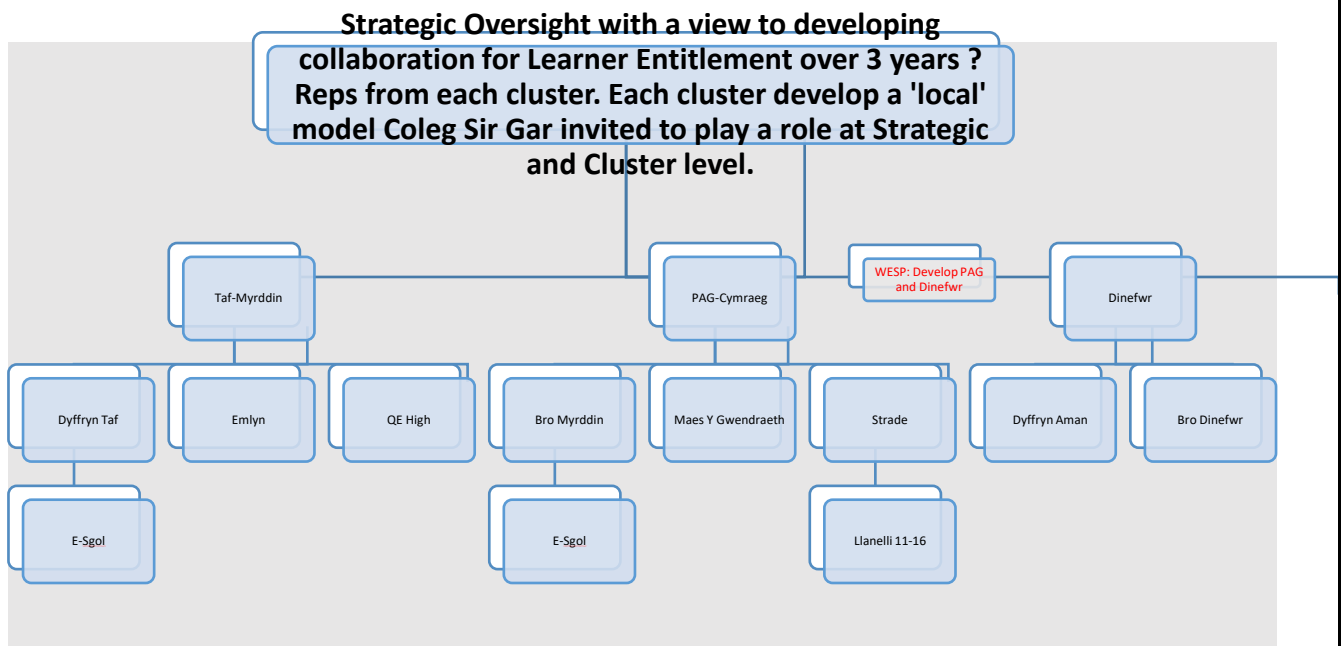 Strategic Oversight with a view to developing
collaboration for Learner Entitlement over 3 years ?
Reps from each cluster. Each cluster develop a 'local'
model Coleg Sir Gar invited to play a role at Strategic
and Cluster level.
WESP: Develop PAG
and Dinefwr
Taf-Myrddin
PAG-Cymraeg
Dinefwr
Dyffryn Taf
Emlyn
QE High
Bro Myrddin
Maes Y Gwendraeth
Strade
Dyffryn Aman
Bro Dinefwr
E-Sgol
E-Sgol
Llanelli 11-16